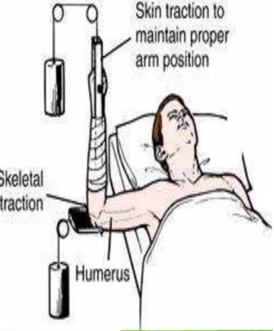 Skin traction to
maintain proper
arm position
Skeletal
traction
Humerus